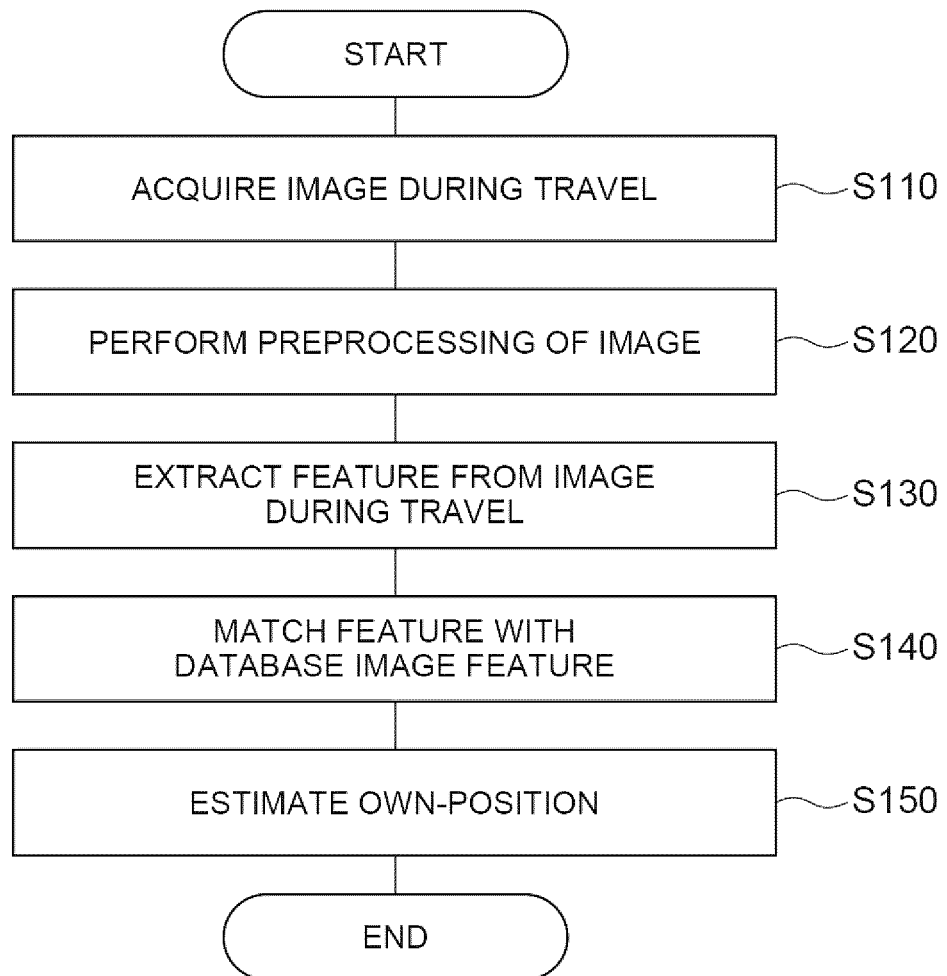 START
ACQUIRE IMAGE DURING TRAVEL
S110
PERFORM PREPROCESSING OF IMAGE
S120
EXTRACT FEATURE FROM IMAGE
DURING TRAVEL
S130
MATCH FEATURE WITH
DATABASE IMAGE FEATURE
S140
ESTIMATE OWN-POSITION
S150
END